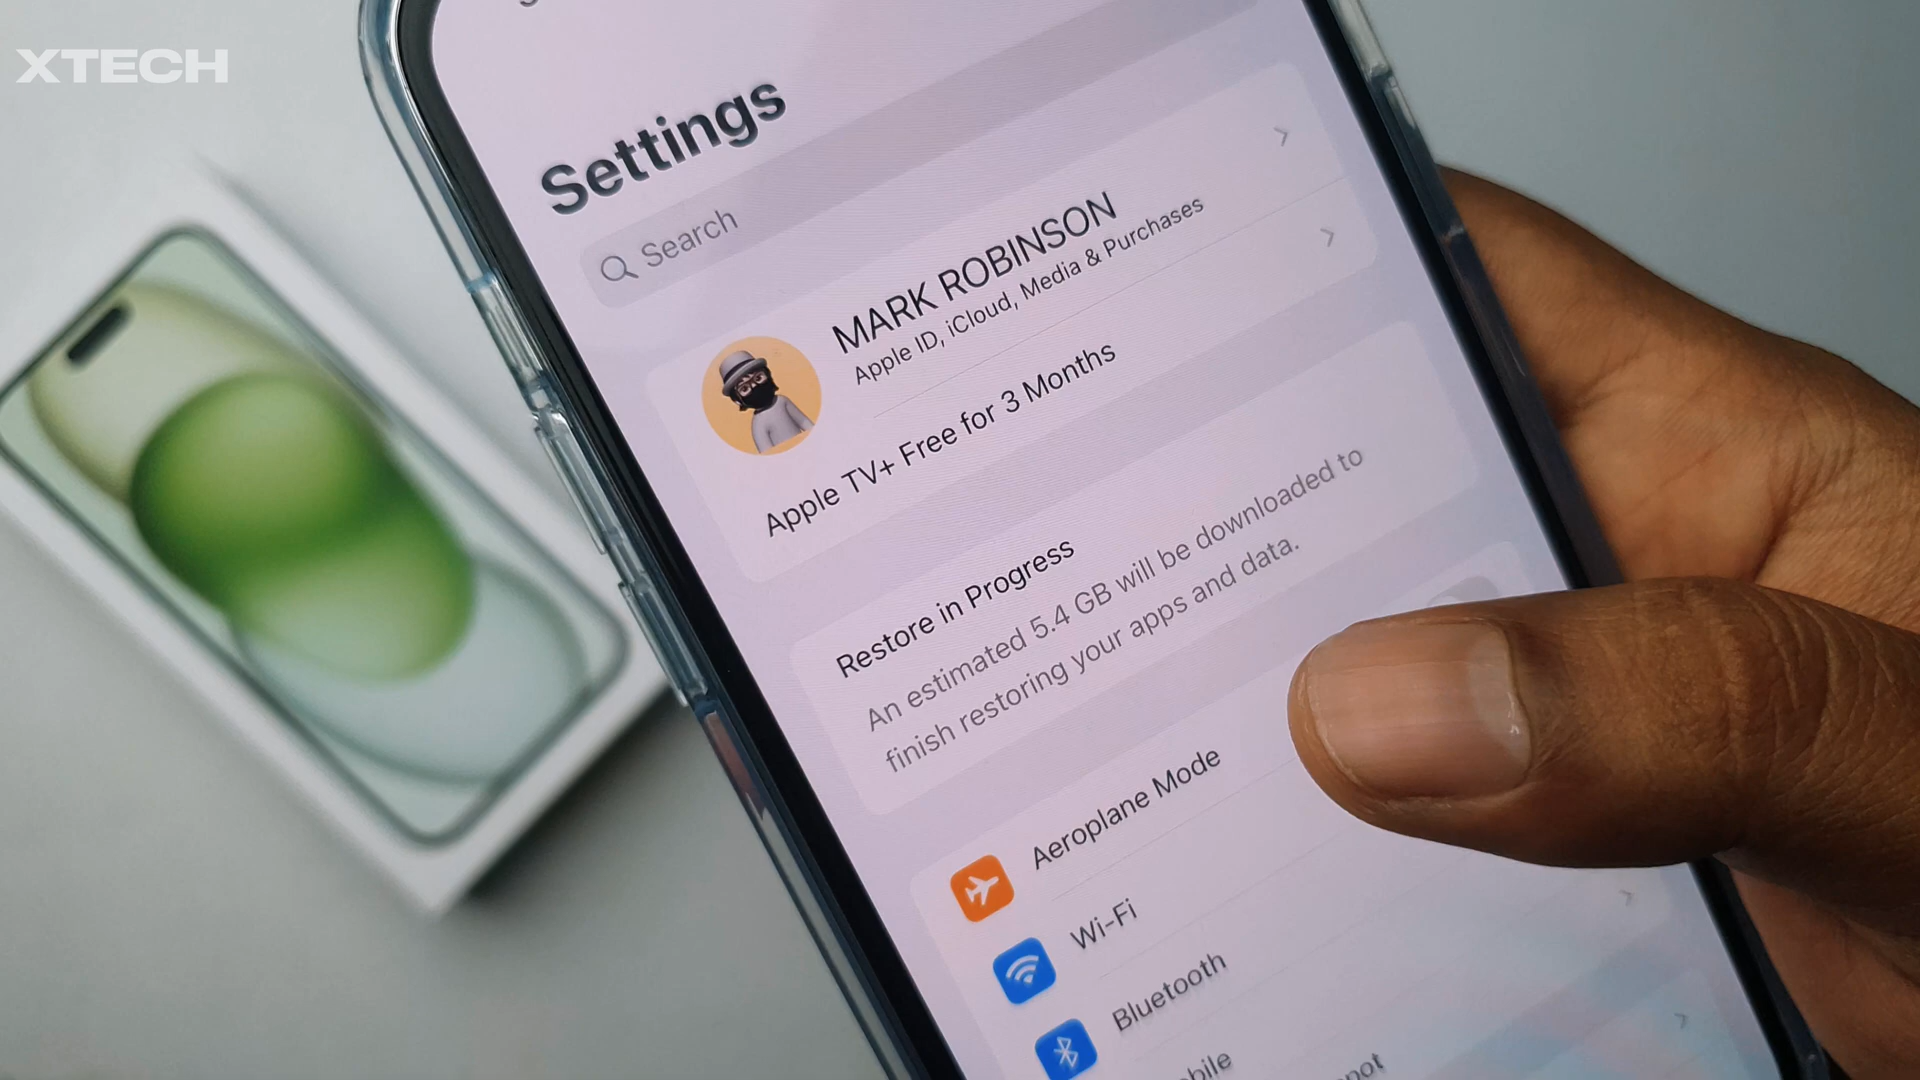 XTECH
Settings
Search
MARK ROBINSON
Apple ID, iCloud, Media & Purchases
Apple TV+ Free for 3 Months
Restore in Progress
An estimated 5.4 GB will be downloaded to
finish restoring your apps and data.
Aeroplane Mode
Wi-Fi
Bluetooth